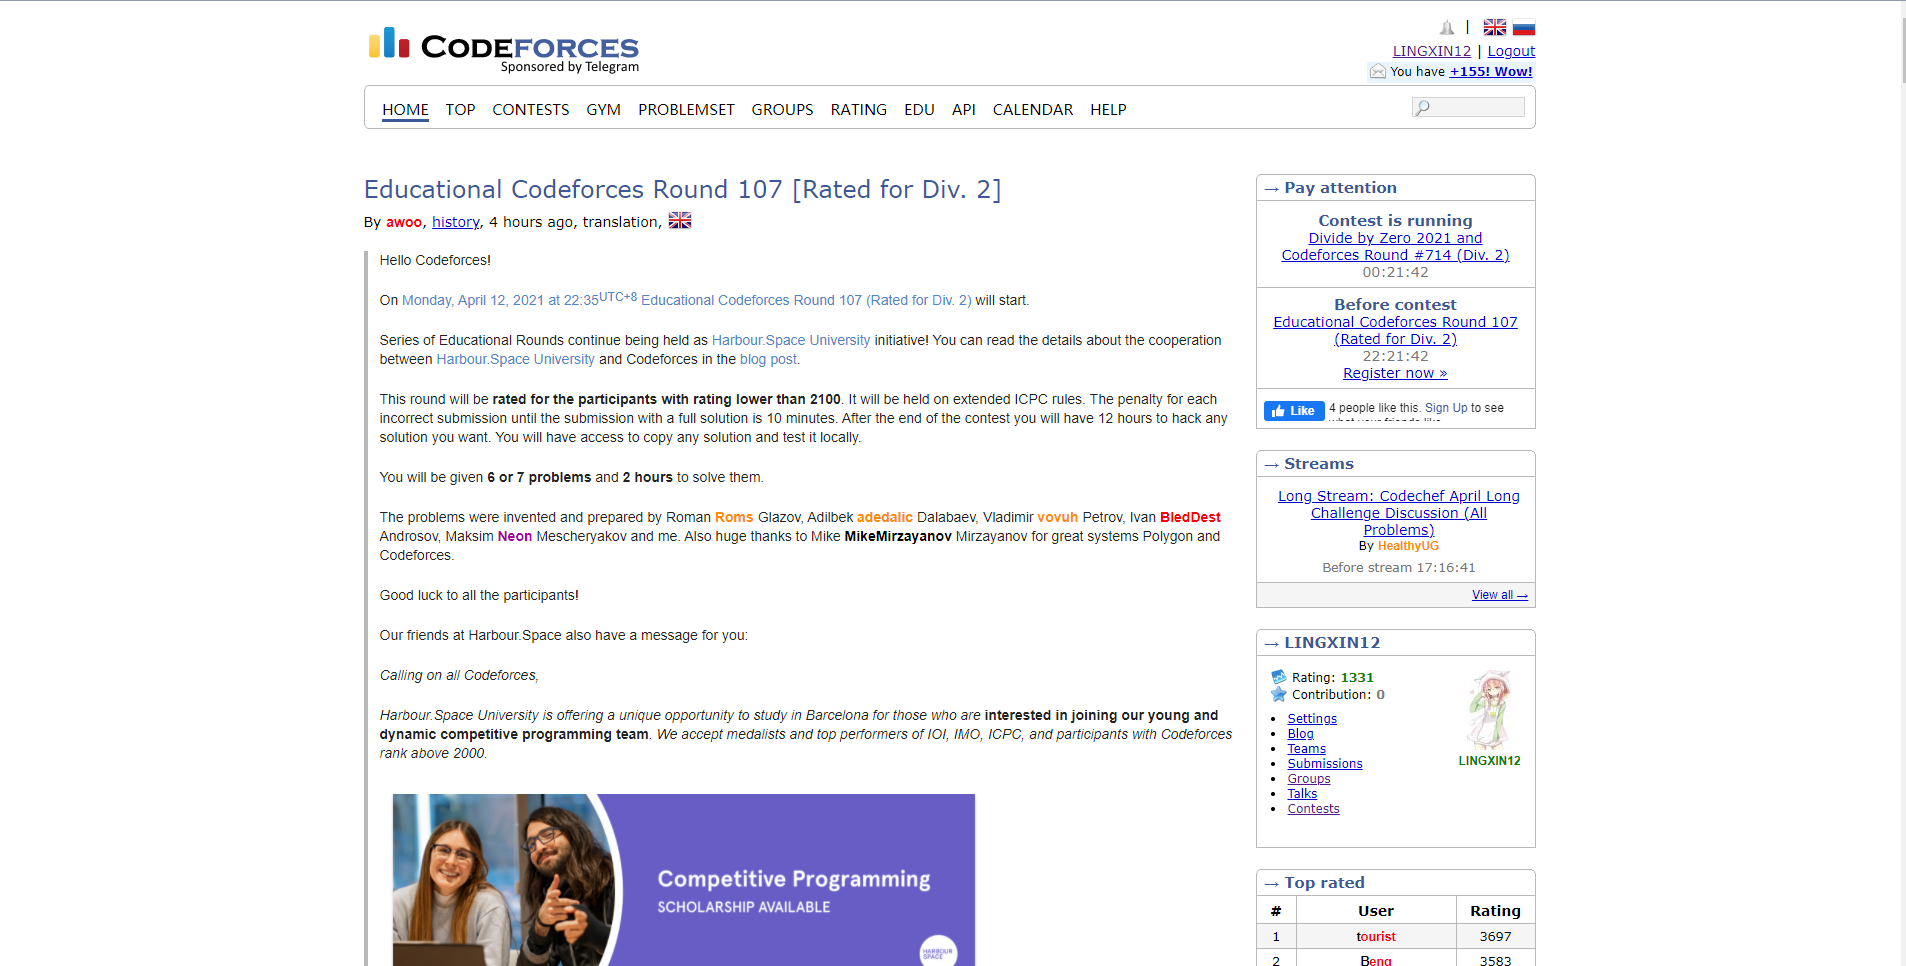 CODEFORCES
Sponsored by Telegram
|
LINGXIN12 | Logout
You have +155! Wow!
HOME TOP CONTESTS GYM PROBLEMSET GROUPS RATING EDU API CALENDAR HELP
Educational Codeforces Round 107 [Rated for Div. 2]
By awoo, history, 4 hours ago, translation,
Hello Codeforces!
On Monday, April 12, 2021 at 22:35UTC+8 Educational Codeforces Round 107 (Rated for Div. 2) will start.
Series of Educational Rounds continue being held as Harbour.Space University initiative! You can read the details about the cooperation
between Harbour.Space University and Codeforces in the blog post.
This round will be rated for the participants with rating lower than 2100. It will be held on extended ICPC rules. The penalty for each
incorrect submission until the submission with a full solution is 10 minutes. After the end of the contest you will have 12 hours to hack any
solution you want. You will have access to copy any solution and test it locally.
You will be given 6 or 7 problems and 2 hours to solve them.
The problems were invented and prepared by Roman Roms Glazov, Adilbek adedalic Dalabaev, Vladimir vovuh Petrov, Ivan BledDest
Androsov, Maksim Neon Mescheryakov and me. Also huge thanks to Mike MikeMirzayanov Mirzayanov for great systems Polygon and
Codeforces.
Good luck to all the participants!
Our friends at Harbour.Space also have a message for you:
Calling on all Codeforces,
Harbour.Space University is offering a unique opportunity to study in Barcelona for those who are interested in joining our young and
dynamic competitive programming team. We accept medalists and top performers of IOI, IMO, ICPC, and participants with Codeforces
rank above 2000.
Competitive Programming
SCHOLARSHIP AVAILABLE
HARBOUR
SPACE
→ Pay attention
Contest is running
Divide by Zero 2021 and
Codeforces Round #714 (Div. 2)
00:21:42
Before contest
Educational Codeforces Round 107
(Rated for Div. 2)
22:21:42
Register now »
Like 4 people like this. Sign Up to see
what your friends like.
→ Streams
Long Stream: Codechef April Long
Challenge Discussion (All
Problems)
By HealthyUG
Before stream 17:16:41
View all →
→ LINGXIN12
Rating: 1331
Contribution: 0
Settings
Blog
Teams
Submissions
Groups
Talks
Contests
LINGXIN12
→ Top rated
# User Rating
1 tourist 3697
2 Benq 3583